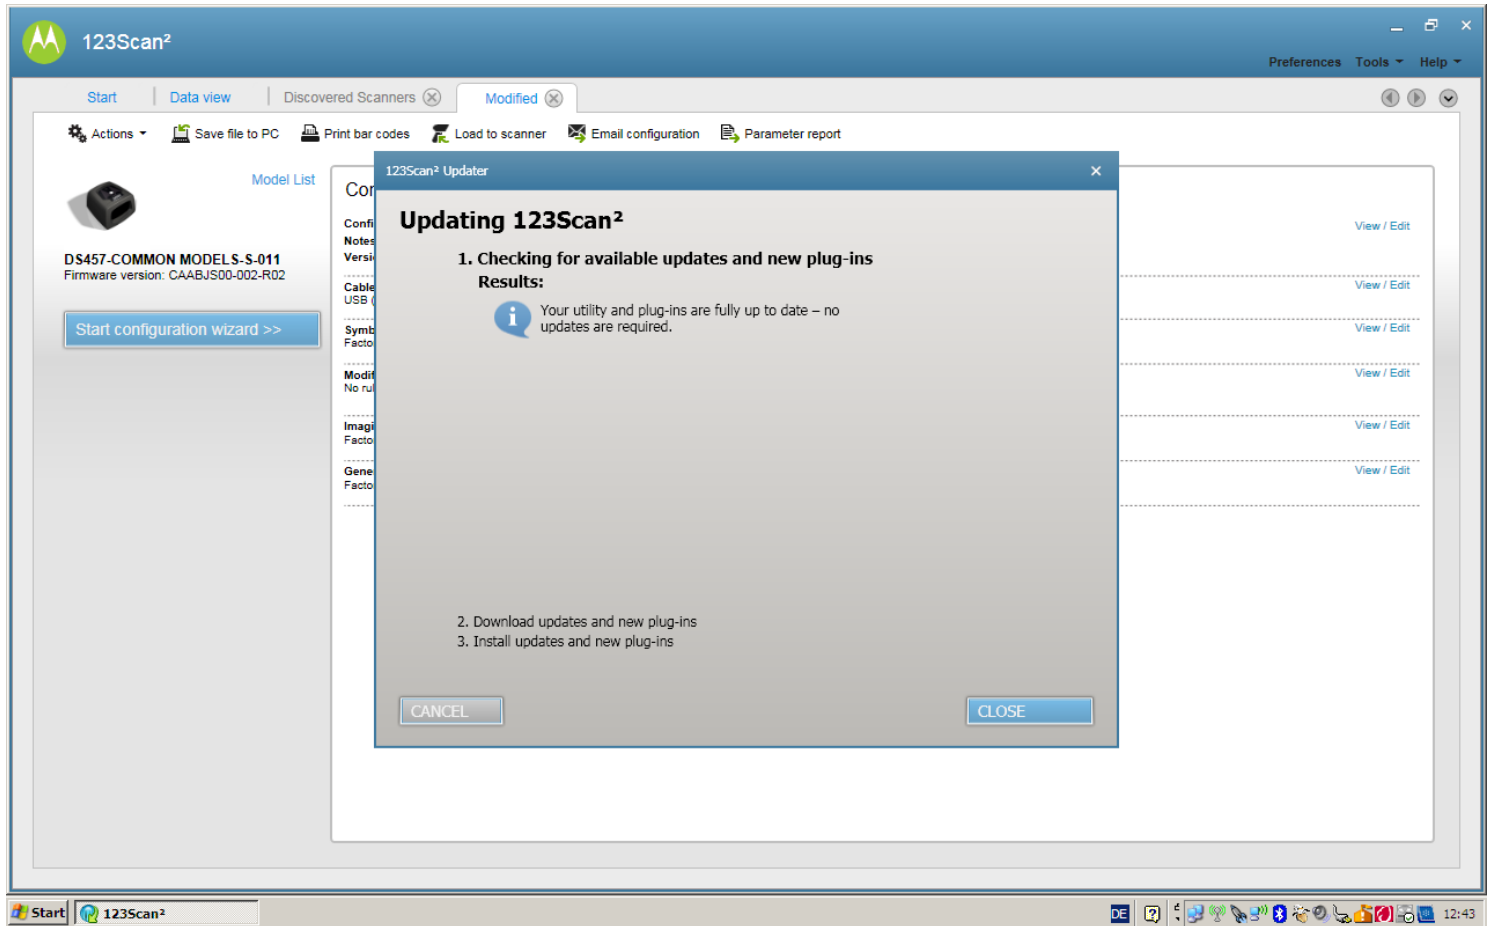 123Scan²
Preferences Tools Help
Start Data view Discovered Scanners Modified
Actions Save file to PC Print bar codes Load to scanner Email configuration Parameter report
Model List
DS457-COMMON MODELS-S-011
Firmware version: CAABJS00-002-R02
Start configuration wizard >>
View / Edit
View / Edit
View / Edit
View / Edit
View / Edit
View / Edit
123Scan² Updater
Updating 123Scan²
1. Checking for available updates and new plug-ins
Results:
Your utility and plug-ins are fully up to date – no
updates are required.
2. Download updates and new plug-ins
3. Install updates and new plug-ins
CANCEL CLOSE
Notes
Cable
USB (
No rul
Start 123Scan² DE 12:43